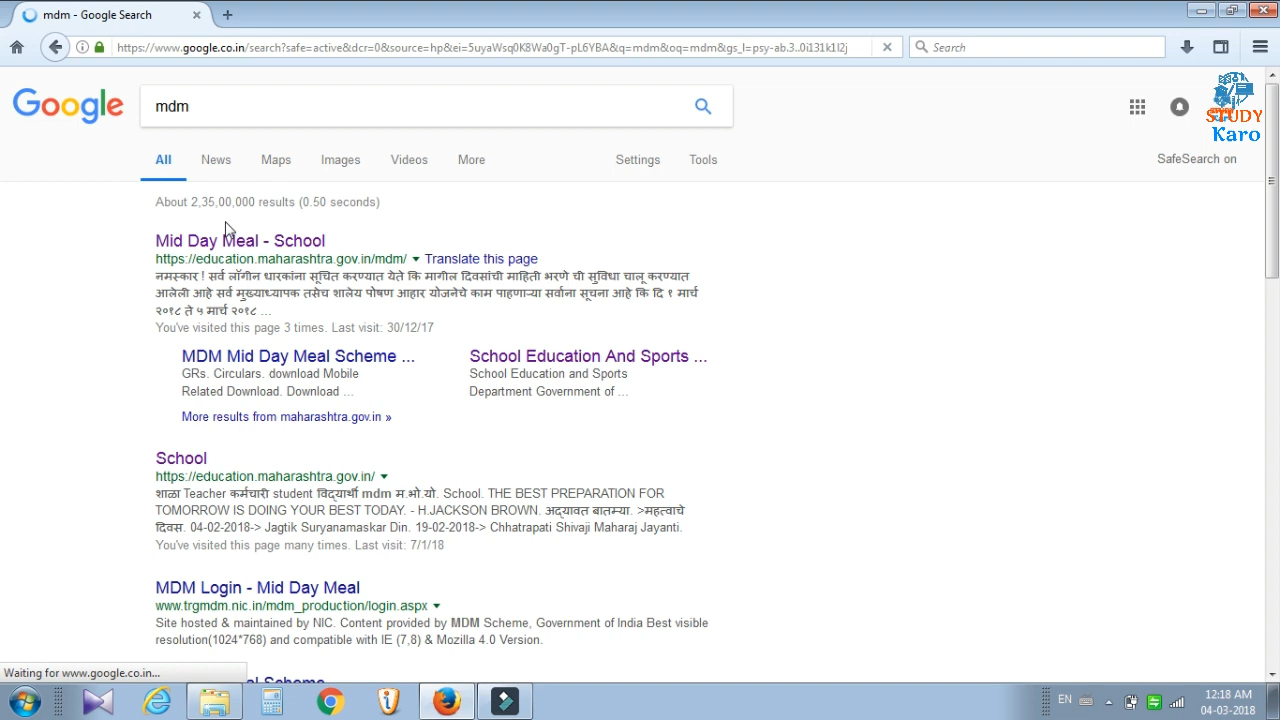 mdm - Google Search
https://www.google.co.in/search?safe=active&dcr=0&source=hp&ei=5uyaWsq0K8Wa0gT-pL6YBA&q=mdm&oq=mdm&gs_l=psy-ab.3..0i131k1l2j
Search
Google
mdm
STUDY
Karo
All News Maps Images Videos More Settings Tools
SafeSearch on
About 2,35,00,000 results (0.50 seconds)
Mid Day Meal - School
https://education.maharashtra.gov.in/mdm/ Translate this page
नमस्कार ! सर्व लॉगीन धारकांना सूचित करण्यात येते कि मागील दिवसांची माहिती भरणे ची सुविधा चालू करण्यात
आलेली आहे सर्व मुख्याध्यापक तसेच शालेय पोषण आहार योजनेचे काम पाहणाऱ्या सर्वाना सूचना आहे कि दि १ मार्च
२०१८ ते ५ मार्च २०१८ ...
You've visited this page 3 times. Last visit: 30/12/17
MDM Mid Day Meal Scheme ...
GRs. Circulars. download Mobile
Related Download. Download ...
School Education And Sports ...
School Education and Sports
Department Government of ...
More results from maharashtra.gov.in »
School
https://education.maharashtra.gov.in/
शाळा Teacher कर्मचारी student विद्यार्थी mdm म.भो.यो. School. THE BEST PREPARATION FOR
TOMORROW IS DOING YOUR BEST TODAY. - H.JACKSON BROWN. अद्यावत बातम्या. >महत्वाचे
दिवस. 04-02-2018-> Jagtik Suryanamaskar Din. 19-02-2018-> Chhatrapati Shivaji Maharaj Jayanti.
You've visited this page many times. Last visit: 7/1/18
MDM Login - Mid Day Meal
www.trgmdm.nic.in/mdm_production/login.aspx
Site hosted & maintained by NIC. Content provided by MDM Scheme, Government of India Best visible
resolution(1024*768) and compatible with IE (7,8) & Mozilla 4.0 Version.
Waiting for www.google.co.in...
EN
12:18 AM
04-03-2018